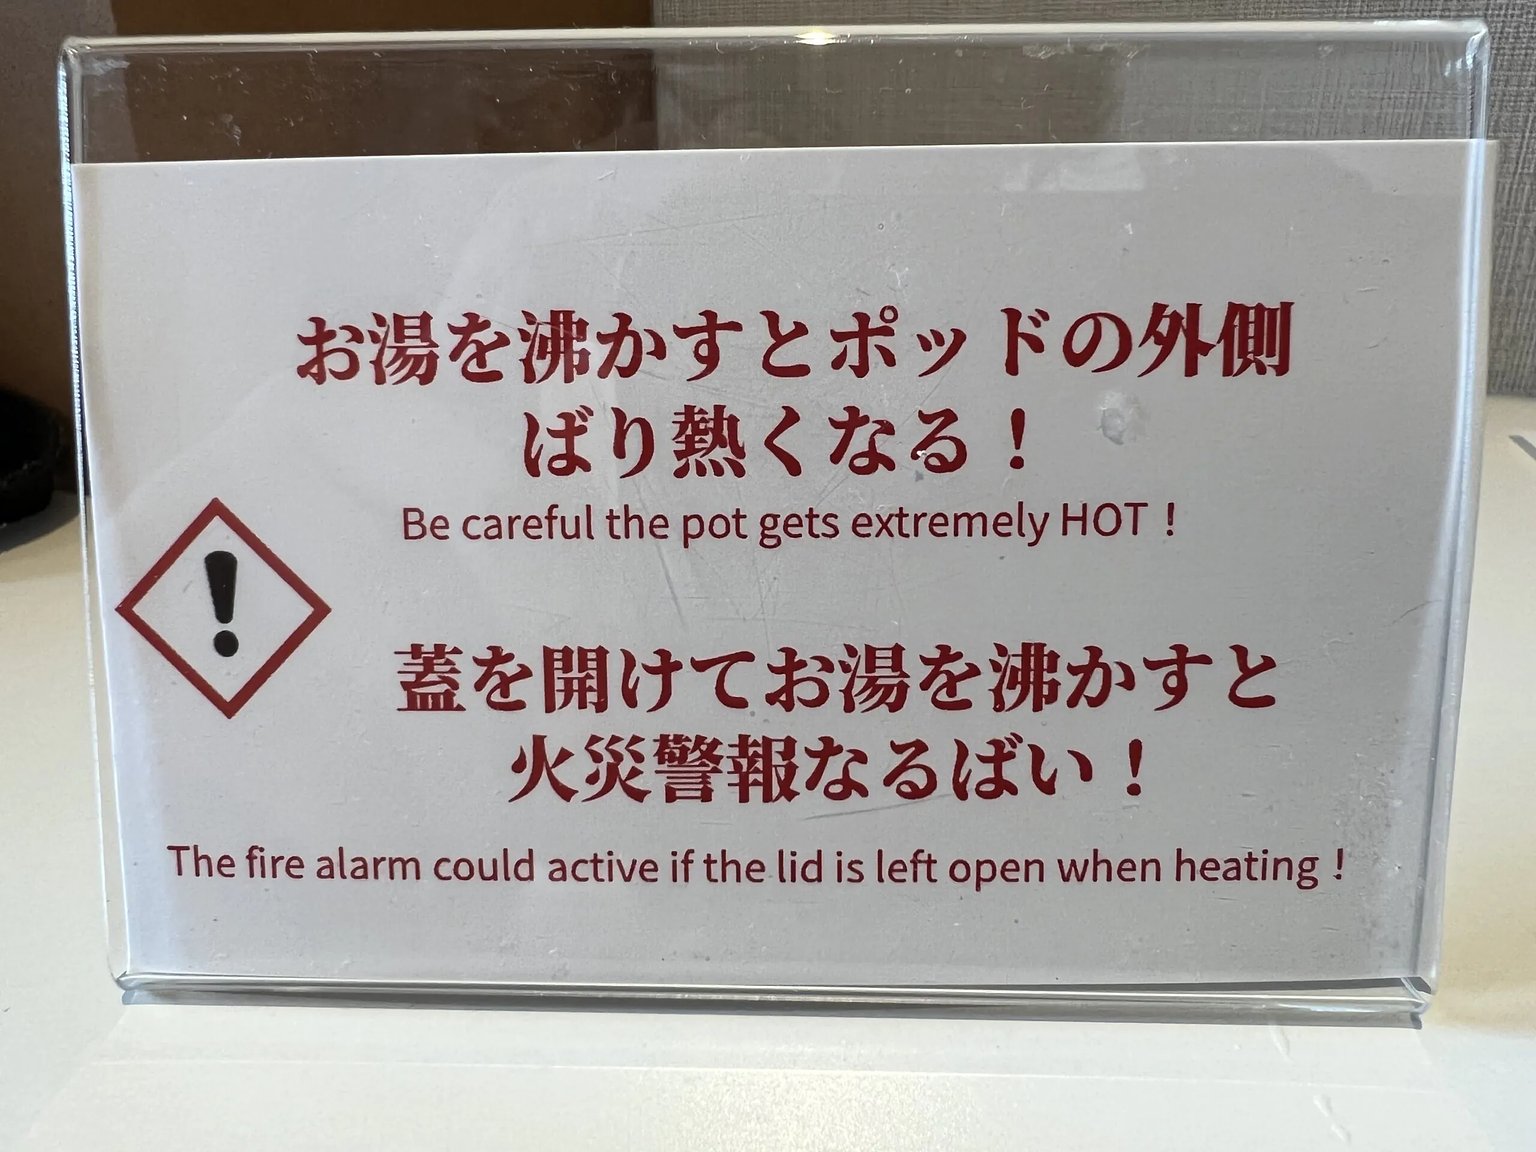 お湯を沸かすとポッドの外側
ばり熱くなる！
Be careful the pot gets extremely HOT！
蓋を開けてお湯を沸かすと
火災警報なるばい！
The fire alarm could active if the lid is left open when heating！